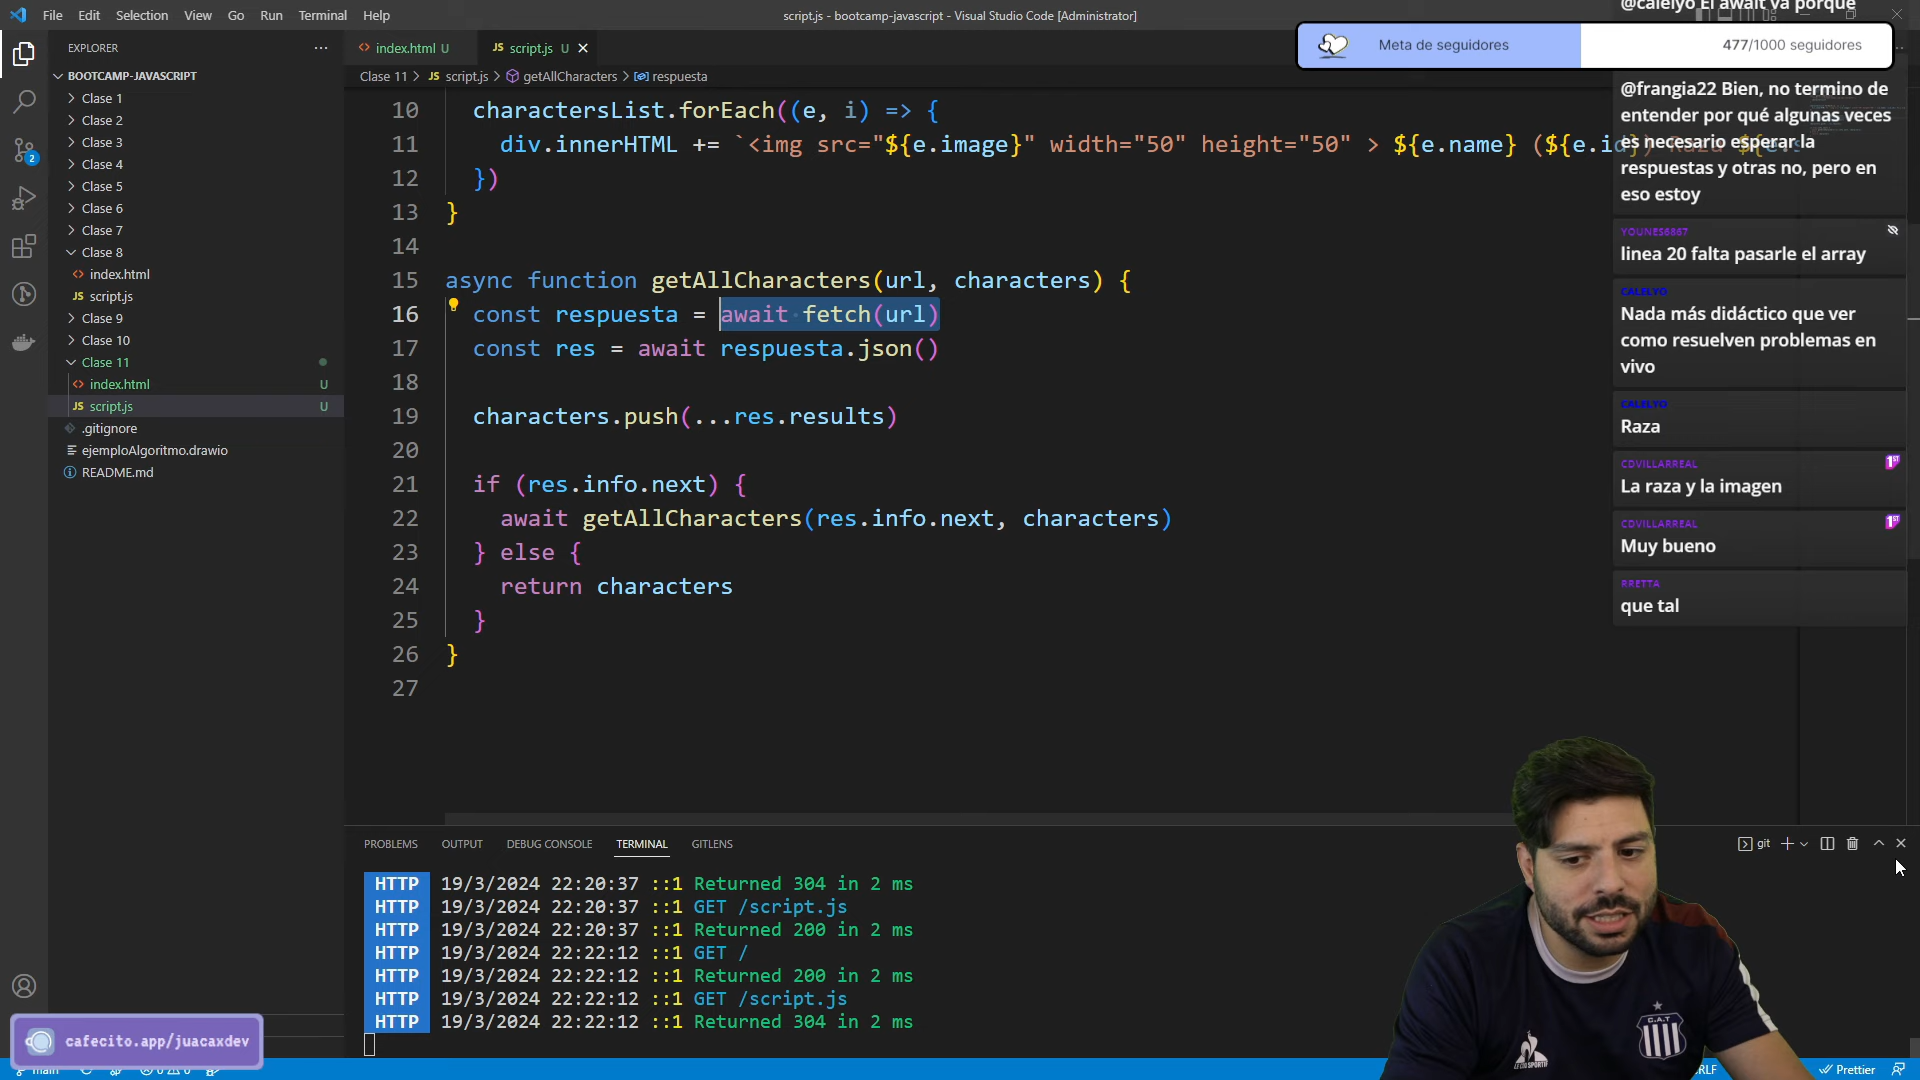 File Edit Selection View Go Run Terminal Help
script.js - bootcamp-javascript - Visual Studio Code [Administrator]
EXPLORER
BOOTCAMP-JAVASCRIPT
Clase 1
Clase 2
Clase 3
Clase 4
Clase 5
Clase 6
Clase 7
Clase 8
index.html
script.js
Clase 9
Clase 10
Clase 11
index.html U
script.js U
.gitignore
ejemploAlgoritmo.drawio
README.md
2
index.html U
script.js U
Clase 11 > JS script.js > getAllCharacters > respuesta
10 charactersList.forEach((e, i) => {
11 div.innerHTML += `<img src="${e.image}" width="50" height="50" > ${e.name} (${e.id}) Raza ${e.s
12 })
13 }
14
15 async function getAllCharacters(url, characters) {
16 const respuesta = await fetch(url)
17 const res = await respuesta.json()
18
19 characters.push(...res.results)
20
21 if (res.info.next) {
22 await getAllCharacters(res.info.next, characters)
23 } else {
24 return characters
25 }
26 }
27
PROBLEMS OUTPUT DEBUG CONSOLE TERMINAL GITLENS
git
HTTP 19/3/2024 22:20:37 ::1 Returned 304 in 2 ms
HTTP 19/3/2024 22:20:37 ::1 GET /script.js
HTTP 19/3/2024 22:20:37 ::1 Returned 200 in 2 ms
HTTP 19/3/2024 22:22:12 ::1 GET /
HTTP 19/3/2024 22:22:12 ::1 Returned 200 in 2 ms
HTTP 19/3/2024 22:22:12 ::1 GET /script.js
HTTP 19/3/2024 22:22:12 ::1 Returned 304 in 2 ms
@calelyo El await va porque
Meta de seguidores 477/1000 seguidores
@frangia22 Bien, no termino de
entender por qué algunas veces
es necesario esperar la
respuestas y otras no, pero en
eso estoy
YOUNES6867
linea 20 falta pasarle el array
CALELYO
Nada más didáctico que ver
como resuelven problemas en
vivo
CALELYO
Raza
CDVILLARREAL
La raza y la imagen
CDVILLARREAL
Muy bueno
RRETTA
que tal
cafecito.app/juacaxdev
main
Prettier
C.A.T